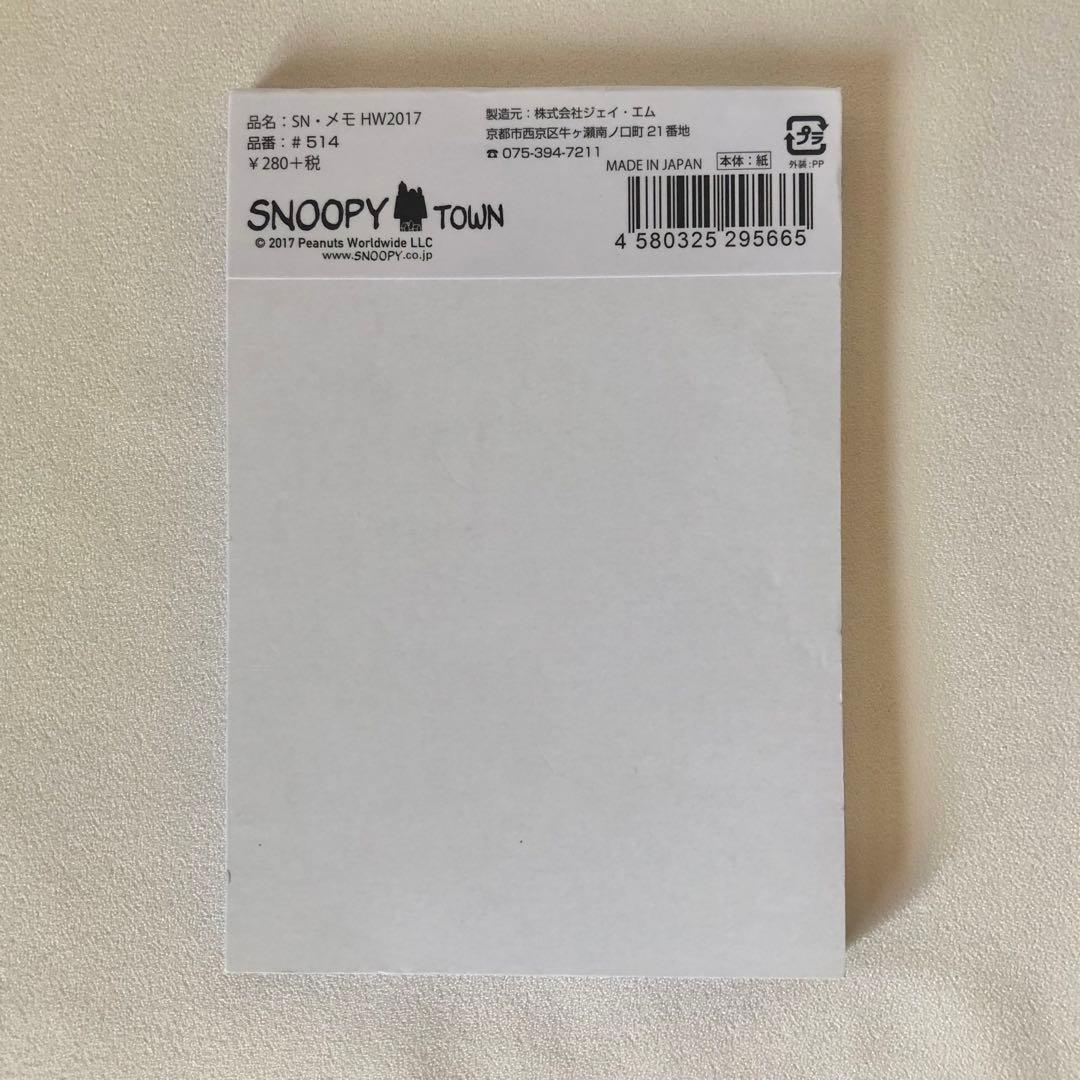 品名：SN・メモ HW2017
品番：＃514
￥280＋税
製造元：株式会社ジェイ・エム
京都市西京区牛ヶ瀬南ノ口町21番地
☎ 075-394-7211
MADE IN JAPAN
本体：紙
プラ
外装：PP
SNOOPY TOWN
© 2017 Peanuts Worldwide LLC
www.SNOOPY.co.jp
4 580325 295665